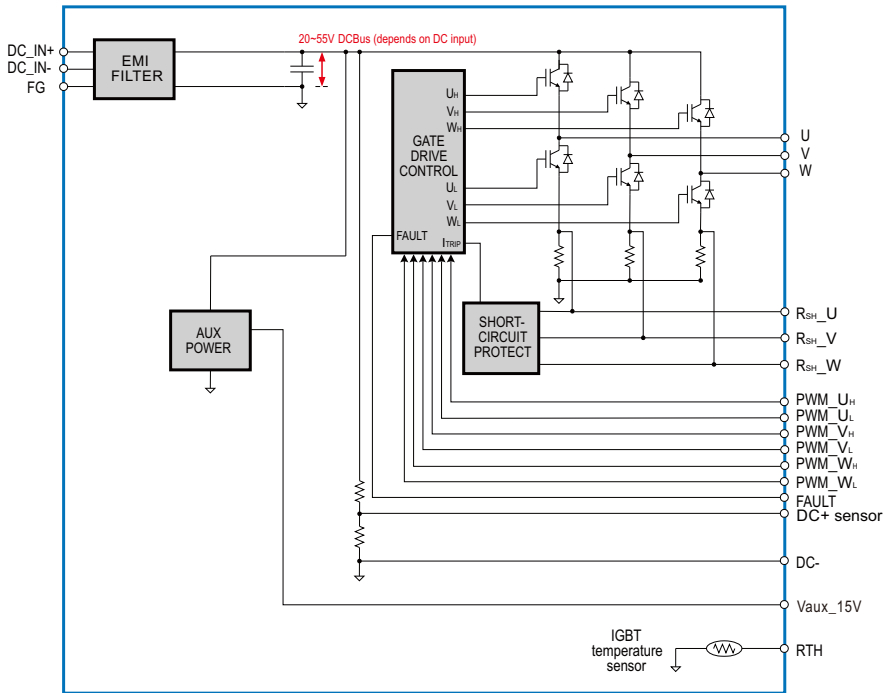 20~55V DCBus (depends on DC input)
DC_IN+
DC_IN-
FG
EMI
FILTER
UH
VH
WH
GATE
DRIVE
CONTROL
UL
VL
WL
FAULT
ITRIP
U
V
W
AUX
POWER
SHORT-
CIRCUIT
PROTECT
RSH_U
RSH_V
RSH_W
PWM_UH
PWM_UL
PWM_VH
PWM_VL
PWM_WH
PWM_WL
FAULT
DC+ sensor
DC-
Vaux_15V
IGBT
temperature
sensor
RTH